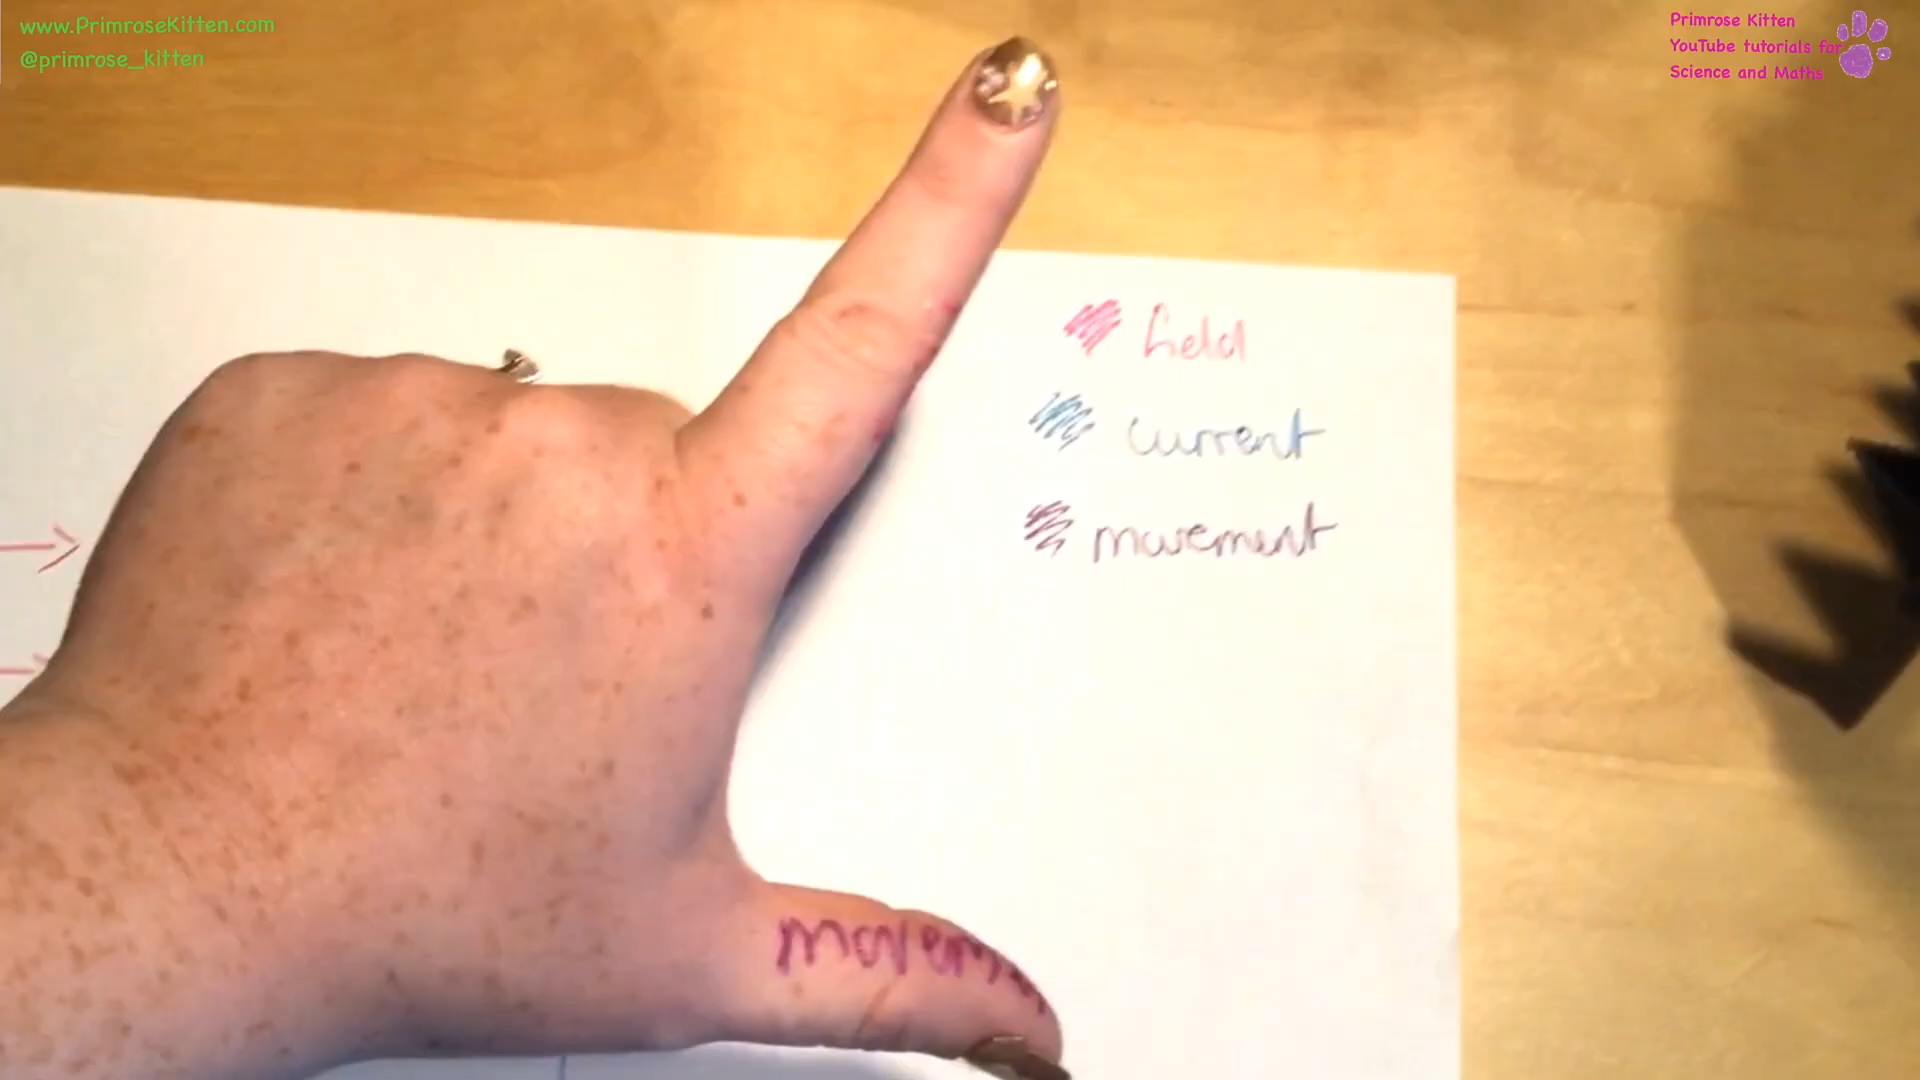 www.PrimroseKitten.com
@primrose_kitten
Primrose Kitten
YouTube tutorials for
Science and Maths
field
current
movement
movem